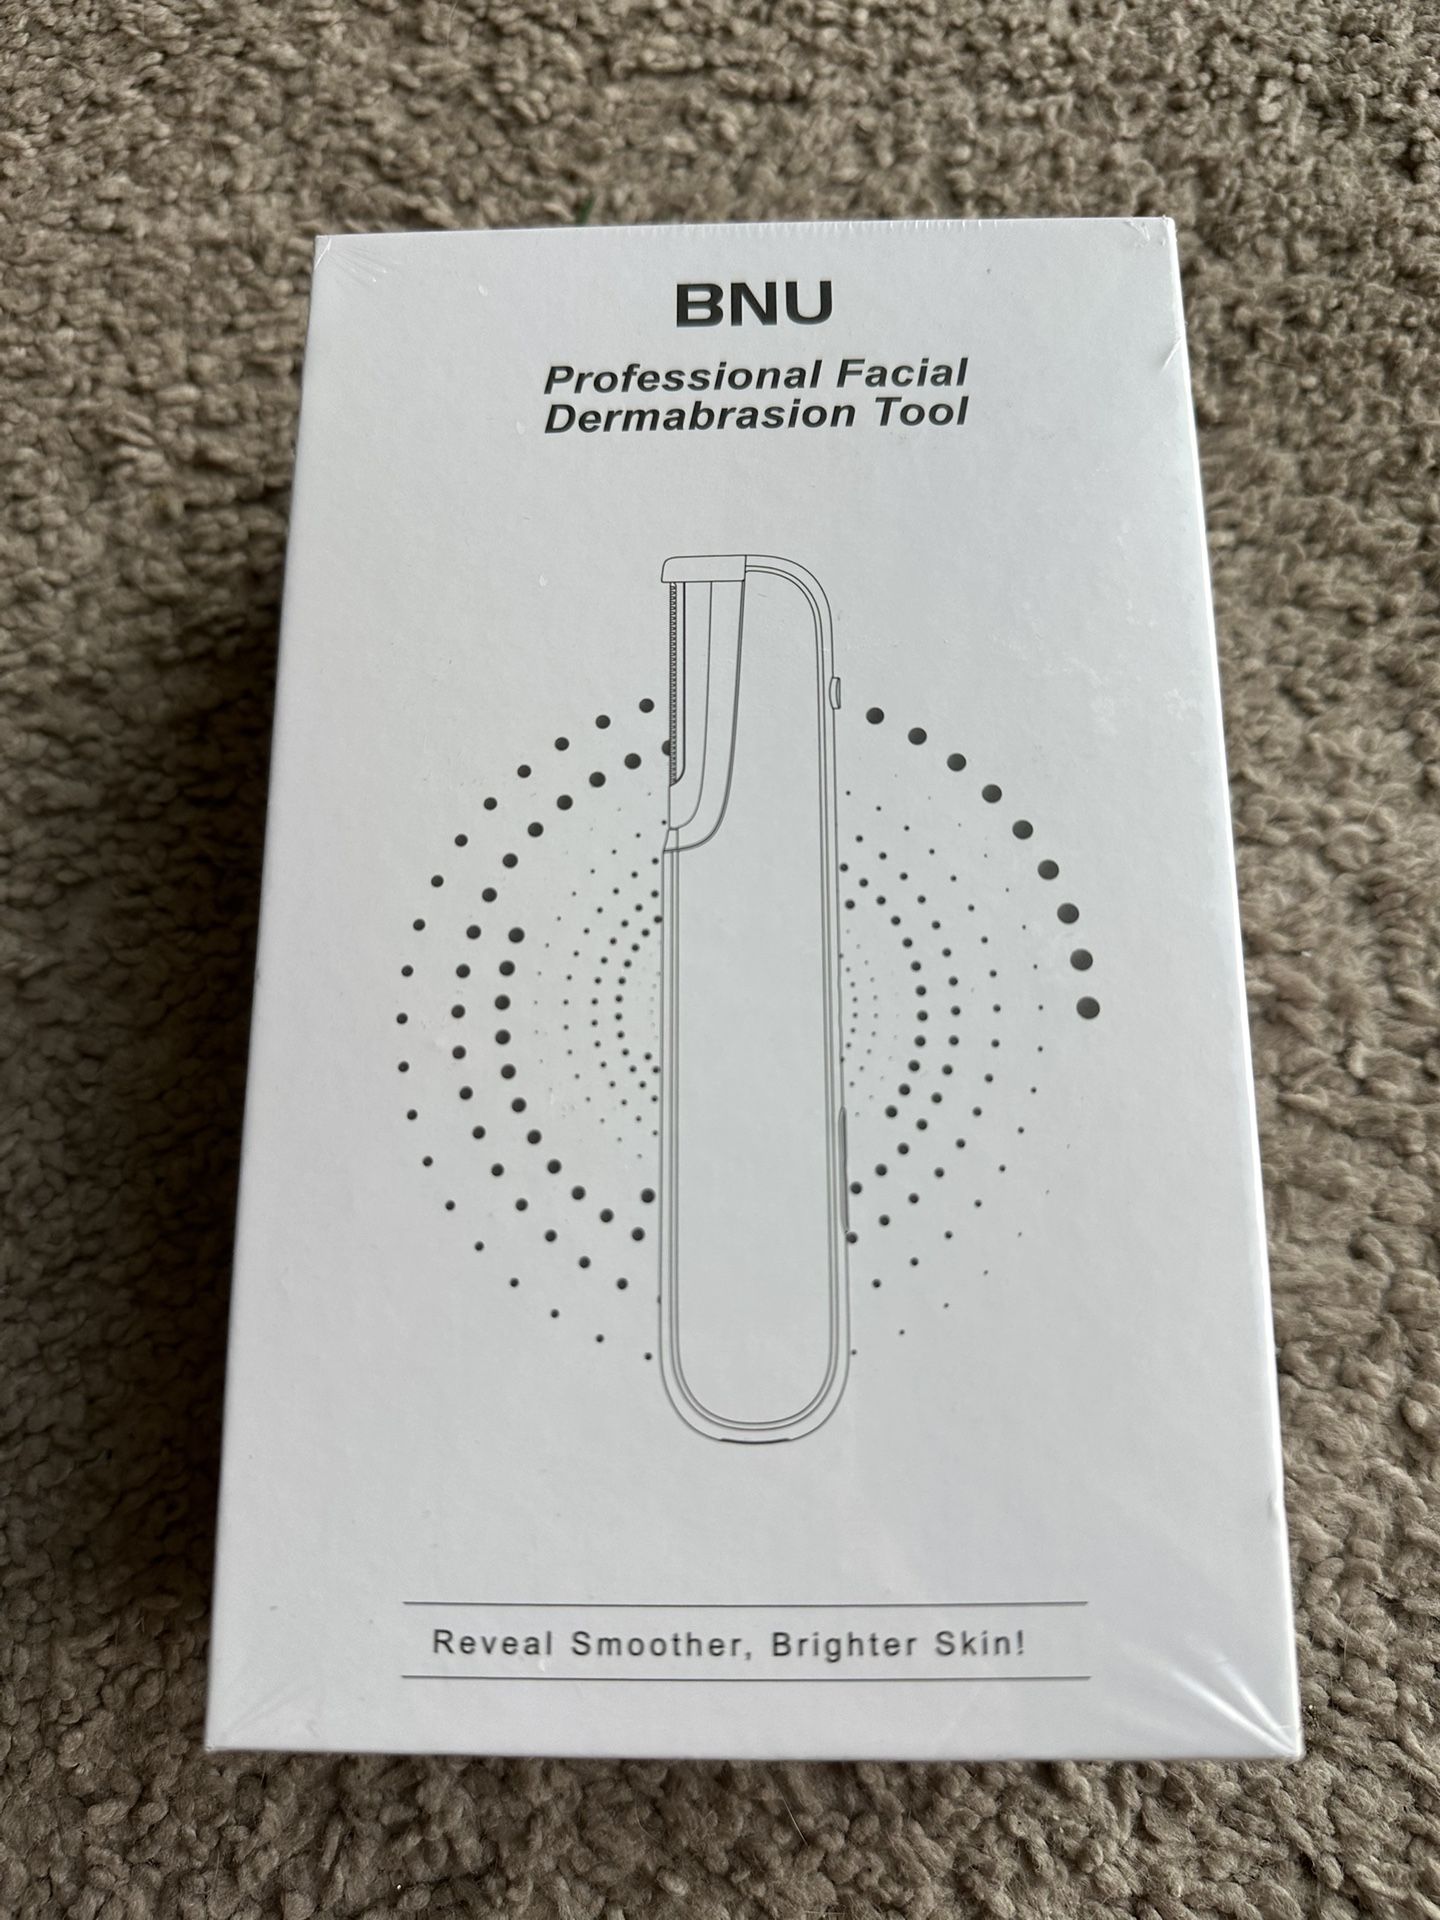 BNU
Professional Facial
Dermabrasion Tool
Reveal Smoother, Brighter Skin!